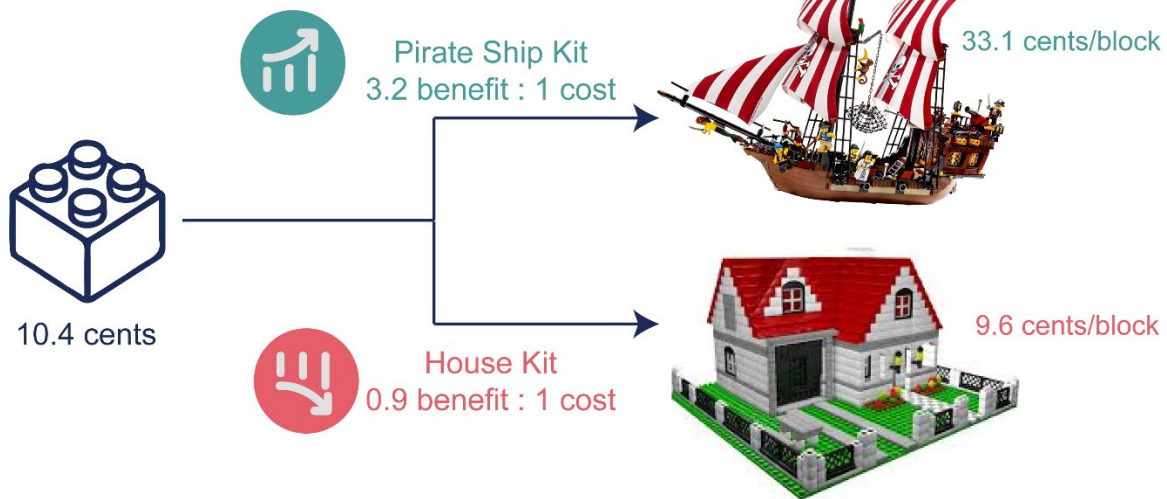 Pirate Ship Kit
3.2 benefit : 1 cost
33.1 cents/block
10.4 cents
House Kit
0.9 benefit : 1 cost
9.6 cents/block